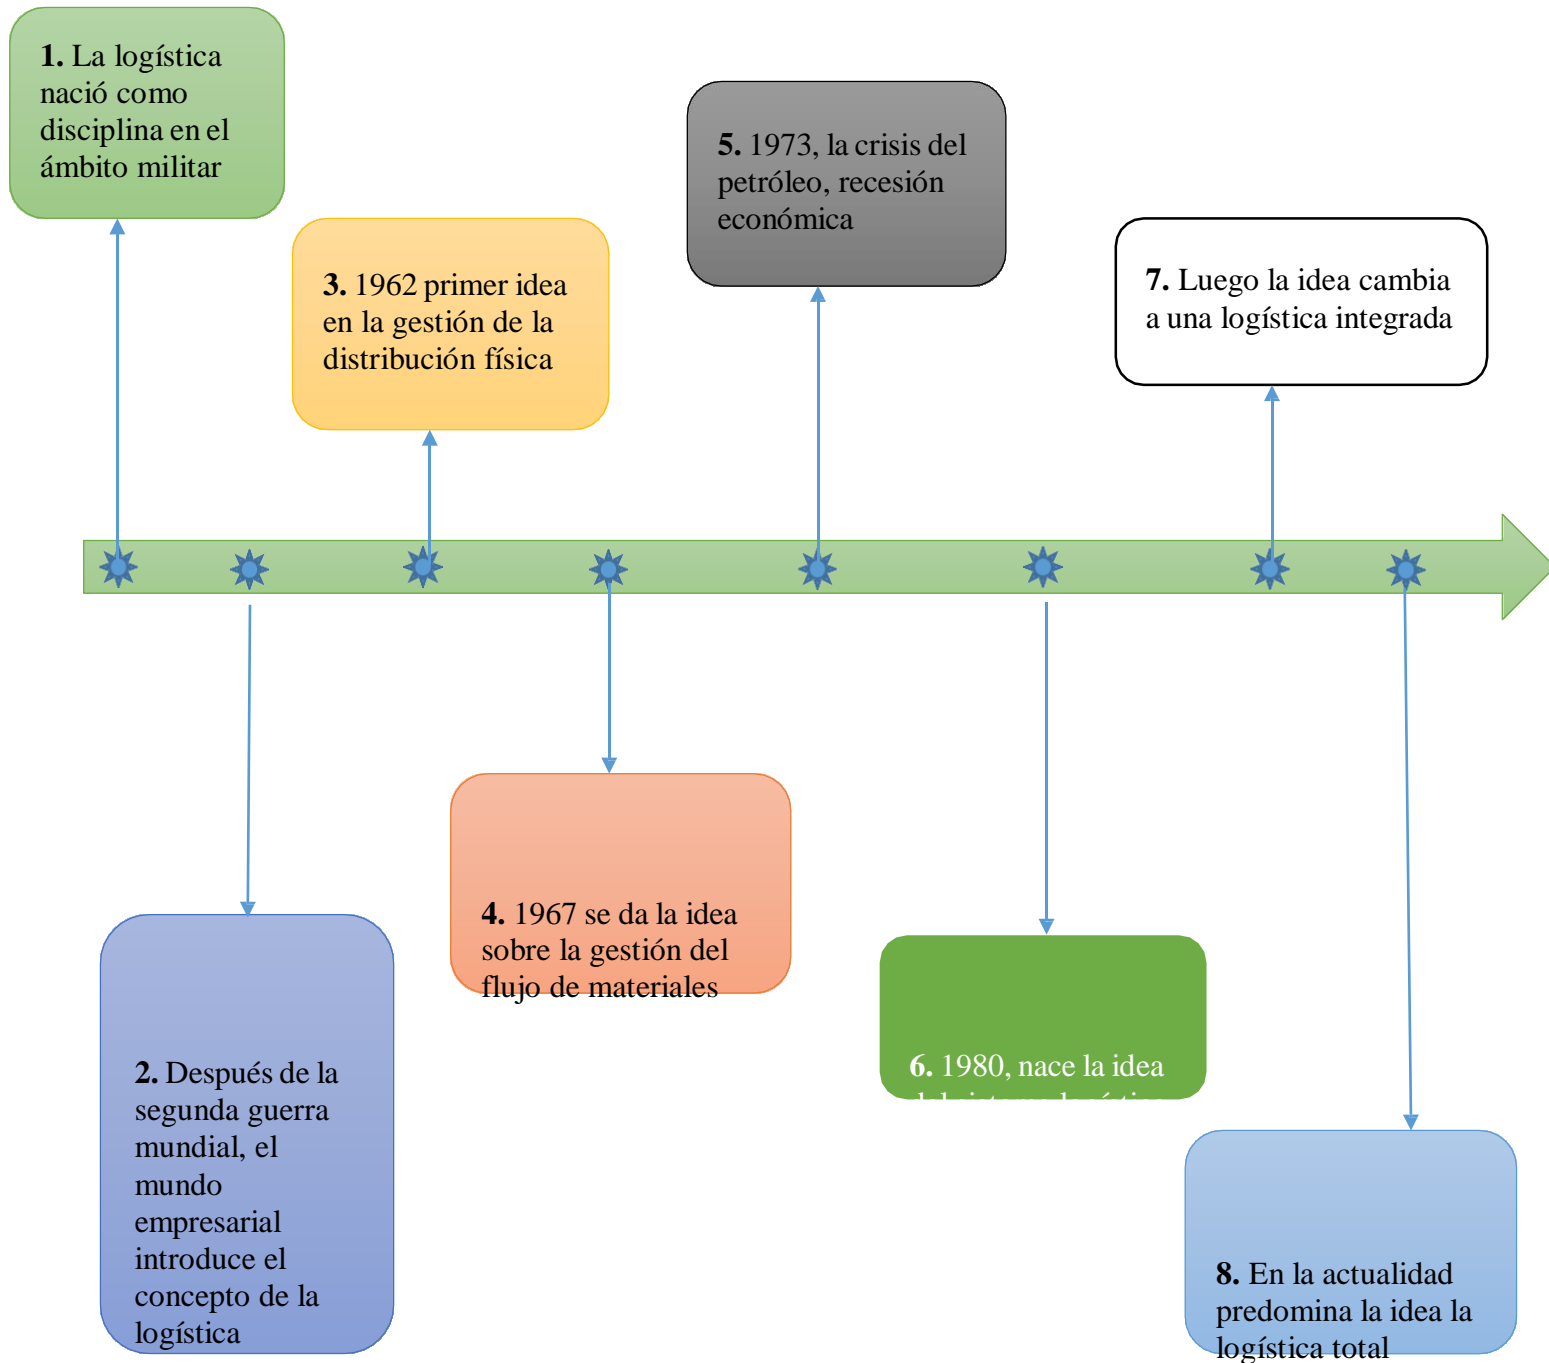 1. La logística
nació como
disciplina en el
ámbito militar
2. Después de la
segunda guerra
mundial, el
mundo
empresarial
introduce el
concepto de la
logística
3. 1962 primer idea
en la gestión de la
distribución física
4. 1967 se da la idea
sobre la gestión del
flujo de materiales
5. 1973, la crisis del
petróleo, recesión
económica
6. 1980, nace la idea
7. Luego la idea cambia
a una logística integrada
8. En la actualidad
predomina la idea la
logística total